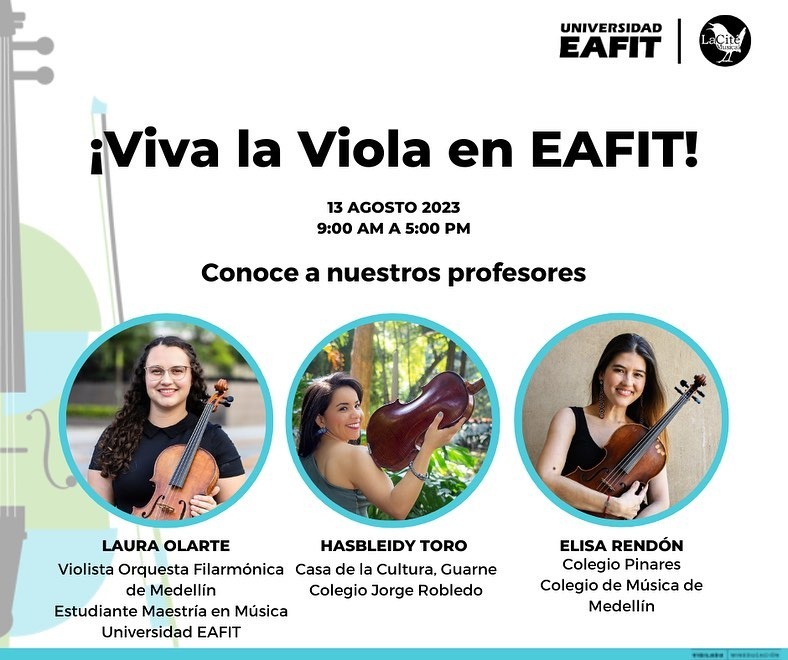 UNIVERSIDAD
EAFIT
LaCité
Musicale
¡Viva la Viola en EAFIT!
13 AGOSTO 2023
9:00 AM A 5:00 PM
Conoce a nuestros profesores
LAURA OLARTE
Violista Orquesta Filarmónica
de Medellín
Estudiante Maestría en Música
Universidad EAFIT
HASBLEIDY TORO
Casa de la Cultura, Guarne
Colegio Jorge Robledo
ELISA RENDÓN
Colegio Pinares
Colegio de Música de
Medellín